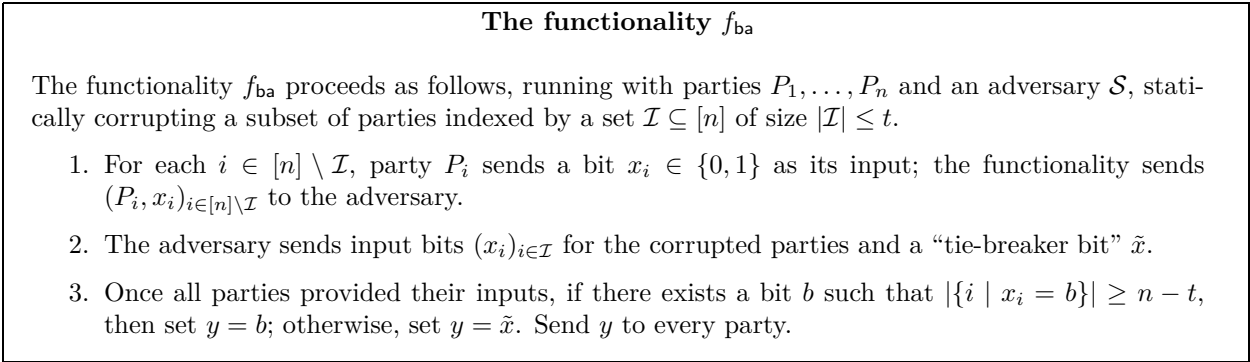 The functionality f_ba
The functionality f_ba proceeds as follows, running with parties P_1, . . . , P_n and an adversary 𝒮, stati-
cally corrupting a subset of parties indexed by a set ℐ ⊆ [n] of size |ℐ| ≤ t.
1. For each i ∈ [n] \ ℐ, party P_i sends a bit x_i ∈ {0, 1} as its input; the functionality sends
(P_i, x_i)_{i∈[n]\ℐ} to the adversary.
2. The adversary sends input bits (x_i)_{i∈ℐ} for the corrupted parties and a “tie-breaker bit” x̃.
3. Once all parties provided their inputs, if there exists a bit b such that |{i | x_i = b}| ≥ n − t,
then set y = b; otherwise, set y = x̃. Send y to every party.